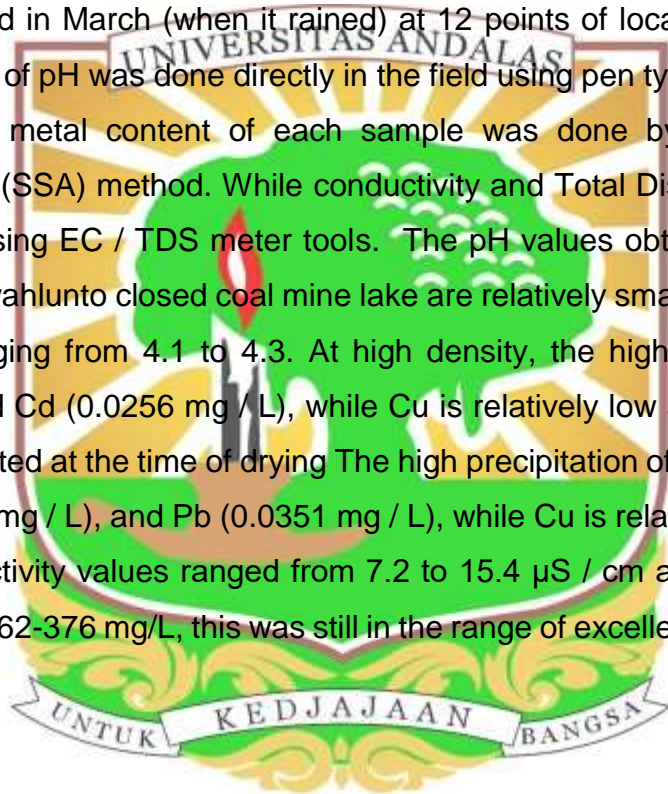 d in March (when it rained) at 12 points of loca
UNIVERSITAS ANDALAS
of pH was done directly in the field using pen ty
metal content of each sample was done by
(SSA) method. While conductivity and Total Dis
sing EC / TDS meter tools. The pH values obt
wahlunto closed coal mine lake are relatively sma
ging from 4.1 to 4.3. At high density, the high
d Cd (0.0256 mg / L), while Cu is relatively low
ted at the time of drying The high precipitation of
mg / L), and Pb (0.0351 mg / L), while Cu is rela
ctivity values ranged from 7.2 to 15.4 µS / cm a
62-376 mg/L, this was still in the range of excelle
UNTUK KEDJAJAAN BANGSA